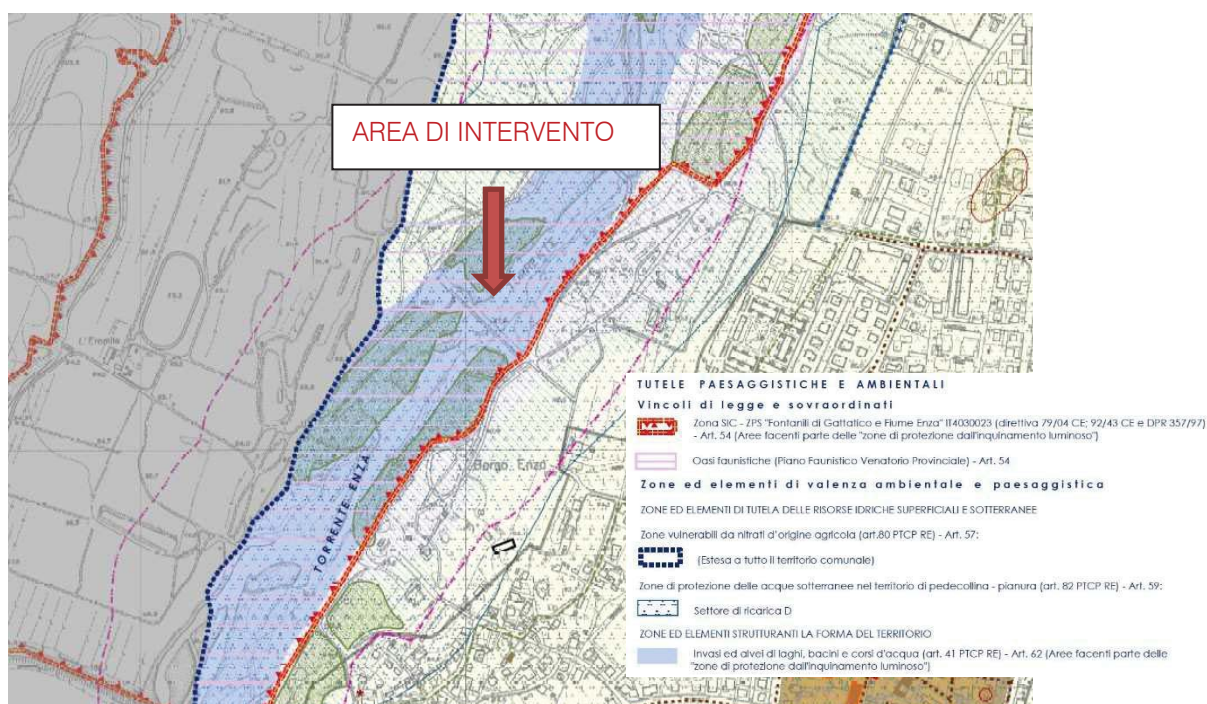 AREA DI INTERVENTO
L'Eremita
Borgo Enza
TORRENTE ENZA
TUTELE PAESAGGISTICHE E AMBIENTALI
Vincoli di legge e sovraordinati
Zona SIC - ZPS "Fontanili di Gattatico e Fiume Enza" IT4030023 (direttiva 79/04 CE; 92/43 CE e DPR 357/97)
- Art. 54 (Aree facenti parte delle "zone di protezione dall'inquinamento luminoso")
Oasi faunistiche (Piano Faunistico Venatorio Provinciale) - Art. 54
Zone ed elementi di valenza ambientale e paesaggistica
ZONE ED ELEMENTI DI TUTELA DELLE RISORSE IDRICHE SUPERFICIALI E SOTTERRANEE
Zone vulnerabili da nitrati d'origine agricola (art.80 PTCP RE) - Art. 57:
(Estesa a tutto il territorio comunale)
Zone di protezione delle acque sotterranee nel territorio di pedecollina - pianura (art. 82 PTCP RE) - Art. 59:
Settore di ricarica D
ZONE ED ELEMENTI STRUTTURANTI LA FORMA DEL TERRITORIO
Invasi ed alvei di laghi, bacini e corsi d'acqua (art. 41 PTCP RE) - Art. 62 (Aree facenti parte delle
"zone di protezione dall'inquinamento luminoso")